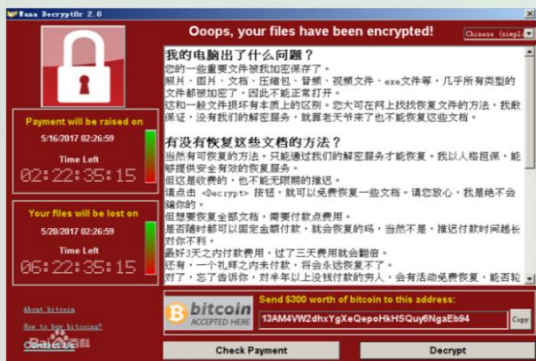 Wana Decrypt0r 2.0
Ooops, your files have been encrypted!
Chinese (simpl
我的电脑出了什么问题？
您的一些重要文件被我加密保存了。
照片、图片、文档、压缩包、音频、视频文件、exe文件等，几乎所有类型的
文件都被加密了，因此不能正常打开。
这和一般文件损坏有本质上的区别。您大可在网上找找恢复文件的方法，我敢
保证，没有我们的解密服务，就算老天爷来了也不能恢复这些文档。
有没有恢复这些文档的方法？
当然有可恢复的方法。只能通过我们的解密服务才能恢复。我以人格担保，能
够提供安全有效的恢复服务。
但这是收费的，也不能无限期的推迟。
请点击 <Decrypt> 按钮，就可以免费恢复一些文档。请您放心，我是绝不会
骗你的。
但想要恢复全部文档，需要付款点费用。
是否随时都可以固定金额付款，就会恢复的吗，当然不是，推迟付款时间越长
对你不利。
最好3天之内付款费用，过了三天费用就会翻倍。
还有，一个礼拜之内未付款，将会永远恢复不了。
对了，忘了告诉你，对半年以上没钱付款的穷人，会有活动免费恢复，能否轮
Payment will be raised on
5/16/2017 02:26:59
Time Left
02:22:35:15
Your files will be lost on
5/20/2017 02:26:59
Time Left
06:22:35:15
About bitcoin
How to buy bitcoins?
Contact Us
百科
bitcoin
ACCEPTED HERE
Send $300 worth of bitcoin to this address:
13AM4VW2dhxYgXeQepoHkHSQuy6NgaEb94
Copy
Check Payment
Decrypt